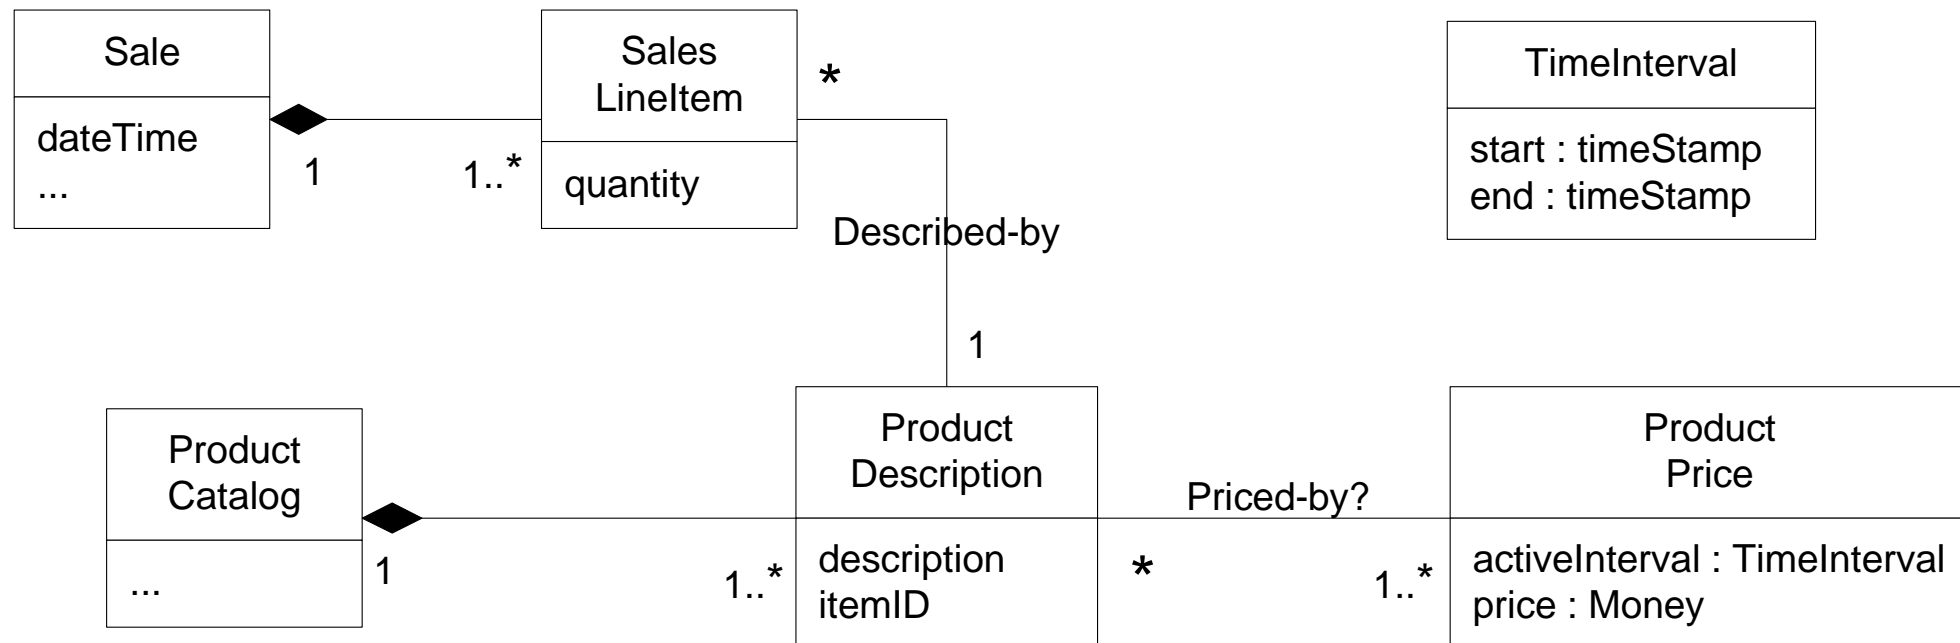 Sale
dateTime
...
1
1..*
Sales
LineItem
quantity
*
Described-by
1
TimeInterval
start : timeStamp
end : timeStamp
Product
Catalog
...
1
1..*
Product
Description
description
itemID
Priced-by?
*
1..*
Product
Price
activeInterval : TimeInterval
price : Money